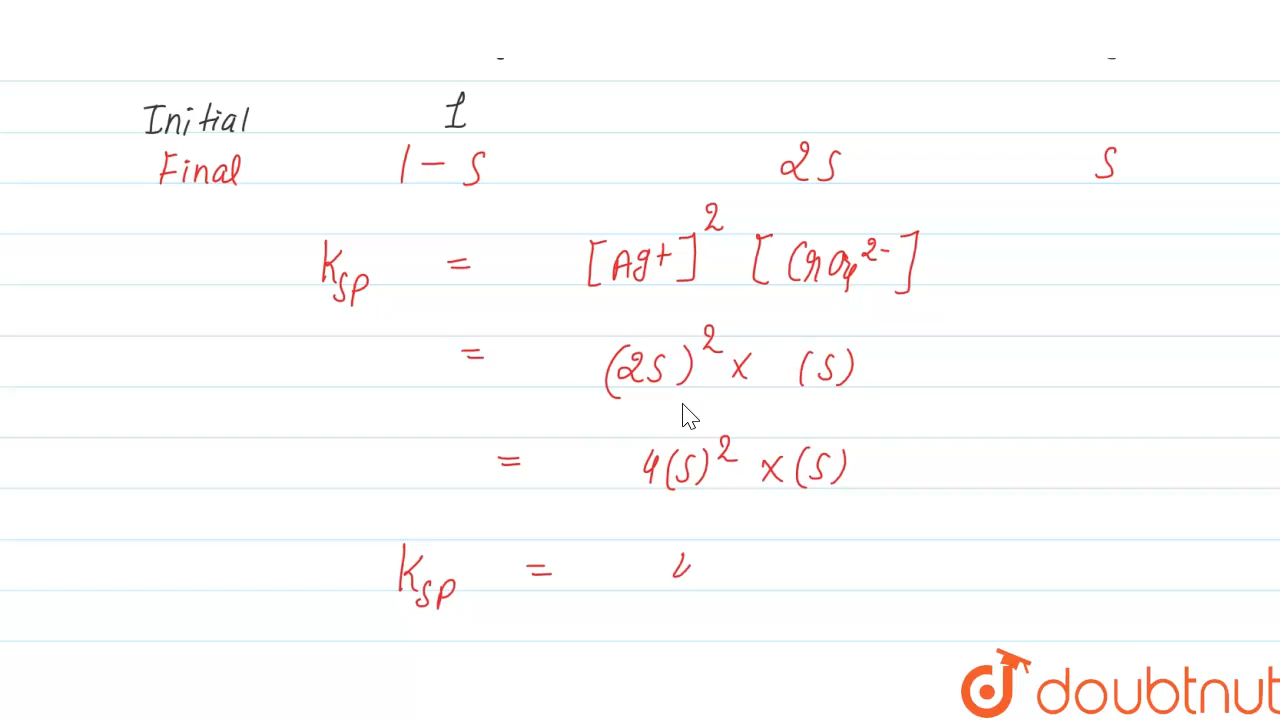 Initial 1
Final 1 - S 2S S
Ksp = [Ag+]² [CrO₄²⁻]
= (2S)² × (S)
= 4(S)² × (S)
Ksp =
doubtnut